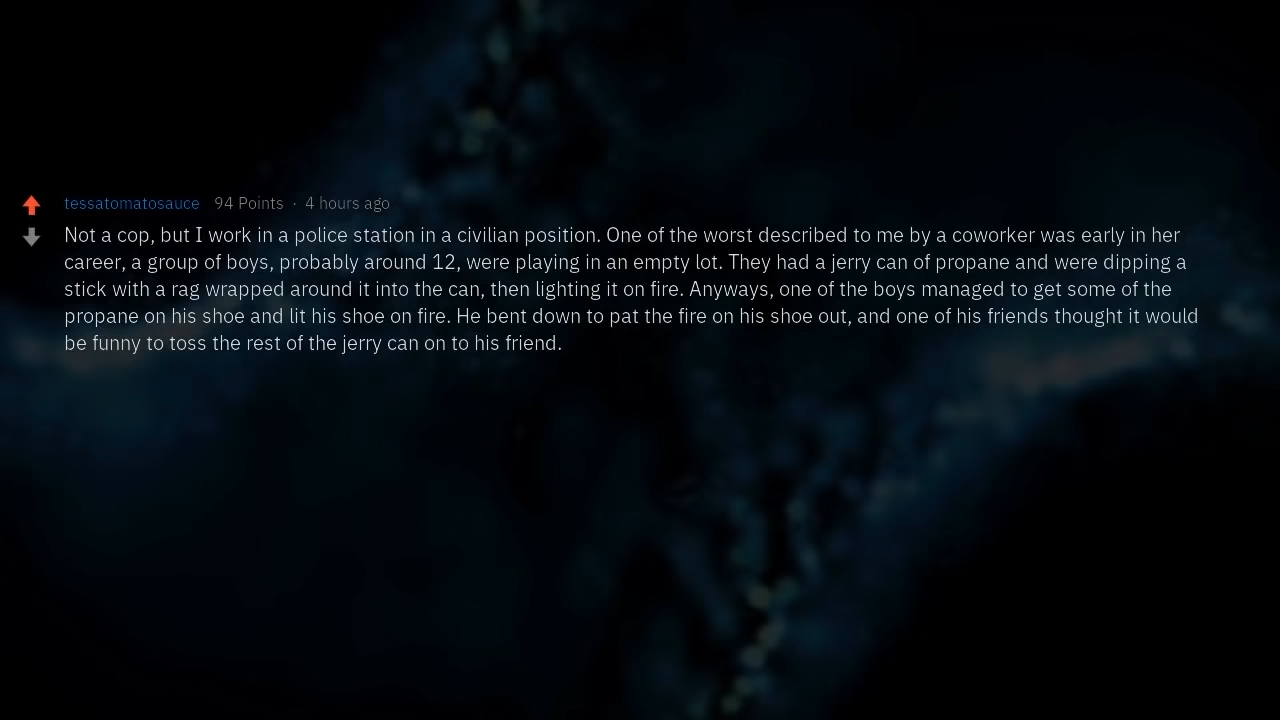 tessatomatosauce 94 Points · 4 hours ago
Not a cop, but I work in a police station in a civilian position. One of the worst described to me by a coworker was early in her
career, a group of boys, probably around 12, were playing in an empty lot. They had a jerry can of propane and were dipping a
stick with a rag wrapped around it into the can, then lighting it on fire. Anyways, one of the boys managed to get some of the
propane on his shoe and lit his shoe on fire. He bent down to pat the fire on his shoe out, and one of his friends thought it would
be funny to toss the rest of the jerry can on to his friend.